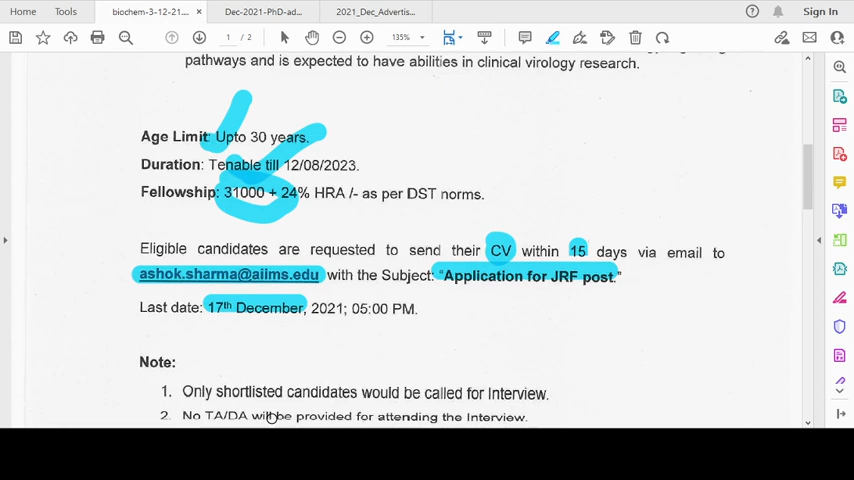 Home Tools biochem-3-12-21.... × Dec-2021-PhD-ad... 2021_Dec_Advertis... Sign In
1 / 2 135%
pathways and is expected to have abilities in clinical virology research.
Age Limit: Upto 30 years.
Duration: Tenable till 12/08/2023.
Fellowship: 31000 + 24% HRA /- as per DST norms.
Eligible candidates are requested to send their CV within 15 days via email to
ashok.sharma@aiims.edu with the Subject: “Application for JRF post.”
Last date: 17th December, 2021; 05:00 PM.
Note:
1. Only shortlisted candidates would be called for Interview.
2. No TA/DA will be provided for attending the Interview.